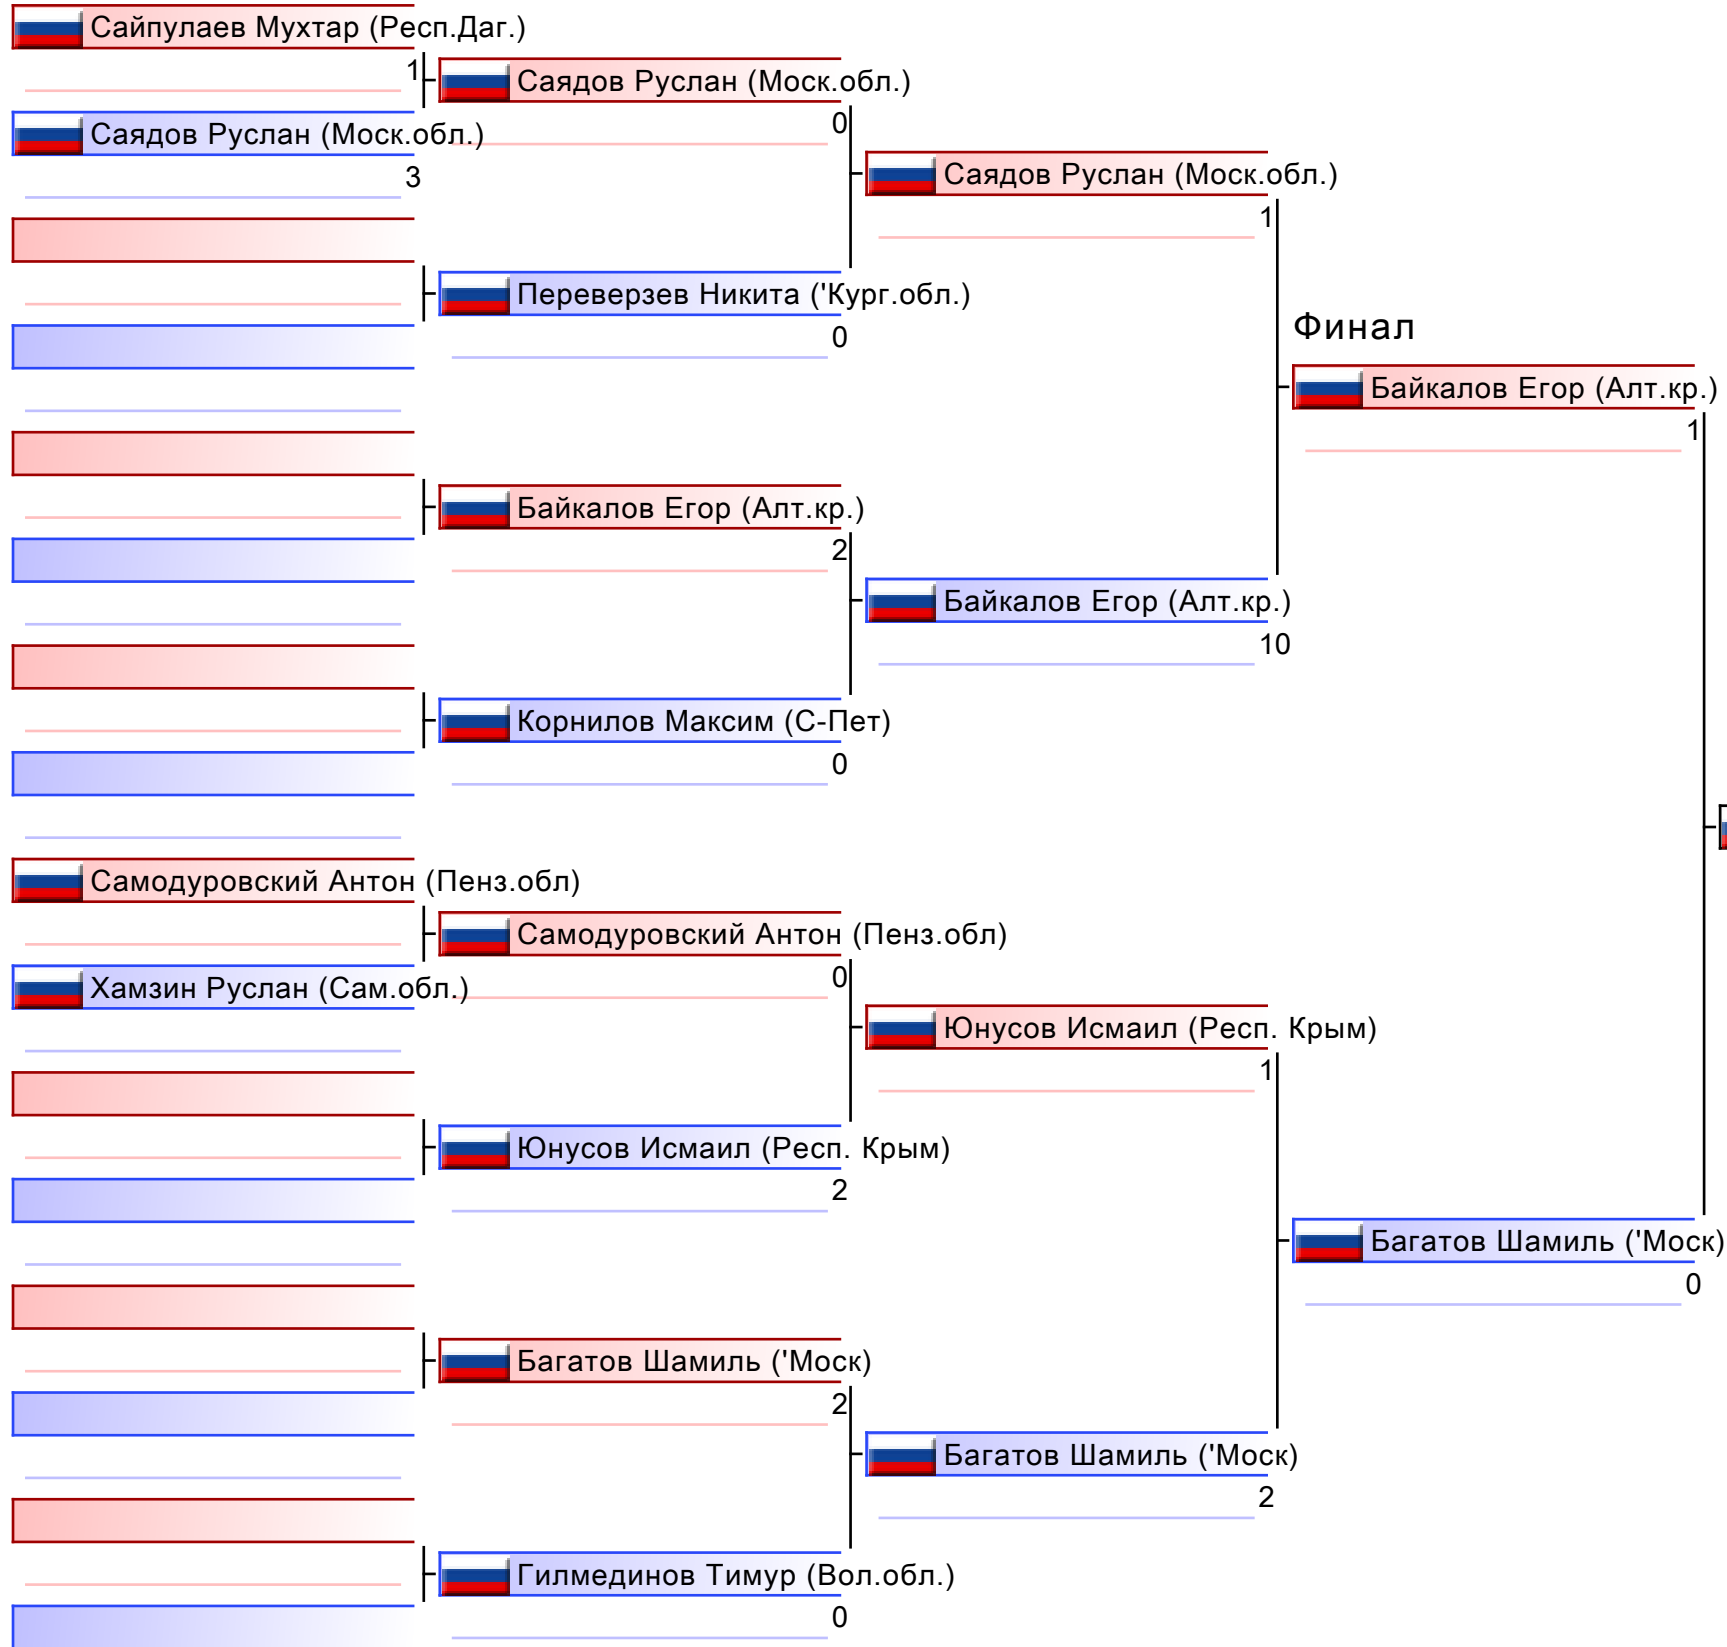 Сайпулаев Мухтар (Респ.Даг.)
1
Саядов Руслан (Моск.обл.)
Саядов Руслан (Моск.обл.)
0
3
Саядов Руслан (Моск.обл.)
1
Переверзев Никита ('Кург.обл.)
0
Финал
Байкалов Егор (Алт.кр.)
1
Байкалов Егор (Алт.кр.)
2
Байкалов Егор (Алт.кр.)
10
Корнилов Максим (С-Пет)
0
Самодуровский Антон (Пенз.обл)
Самодуровский Антон (Пенз.обл)
0
Хамзин Руслан (Сам.обл.)
Юнусов Исмаил (Респ. Крым)
1
Юнусов Исмаил (Респ. Крым)
2
Багатов Шамиль ('Моск)
0
Багатов Шамиль ('Моск)
2
Багатов Шамиль ('Моск)
2
Гилмединов Тимур (Вол.обл.)
0